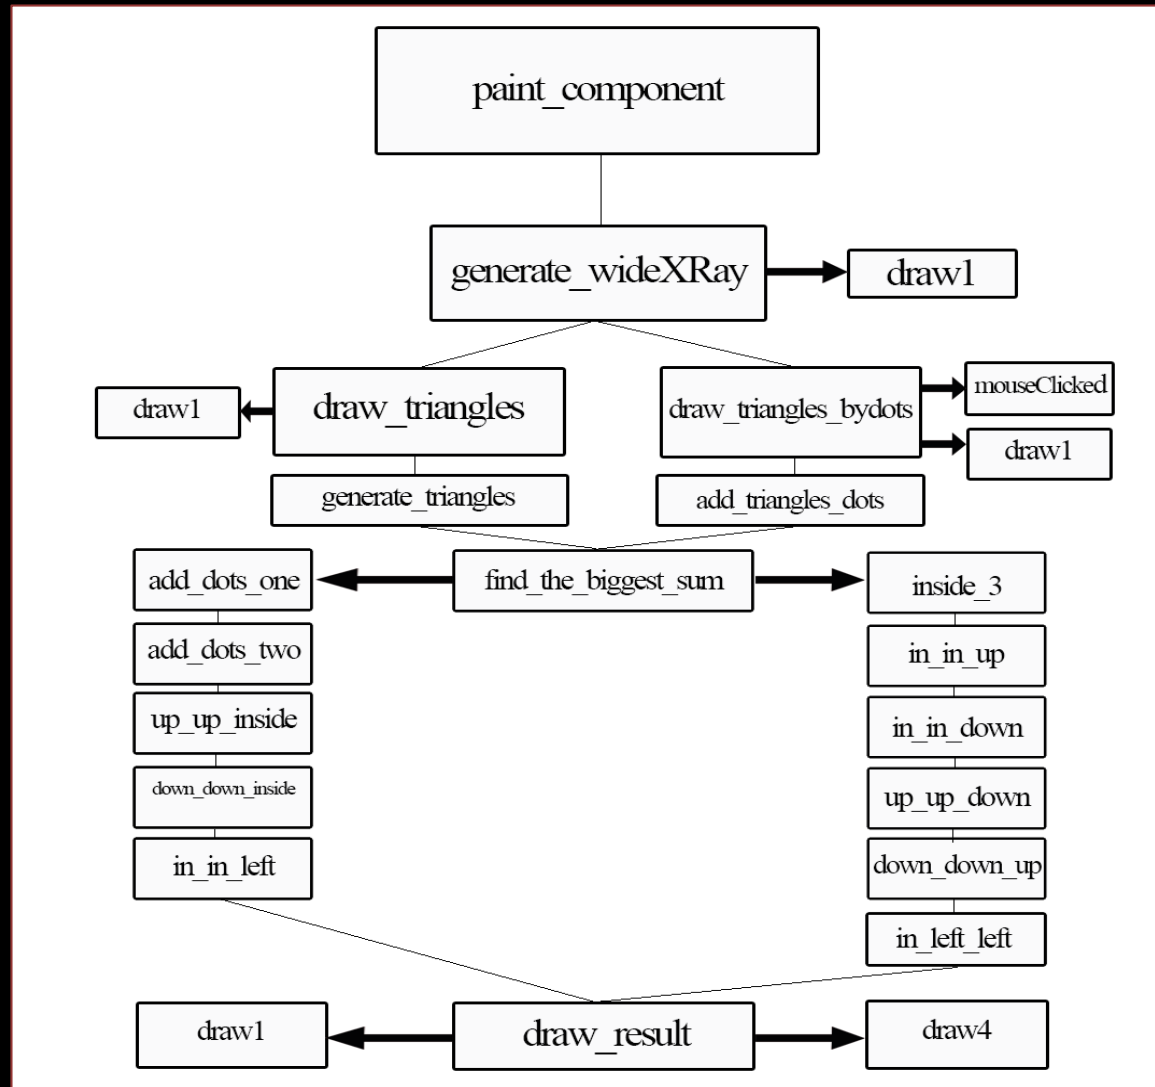 paint_component
generate_wideXRay
draw1
draw1
draw_triangles
draw_triangles_bydots
mouseClicked
draw1
generate_triangles
add_triangles_dots
add_dots_one
find_the_biggest_sum
inside_3
add_dots_two
in_in_up
up_up_inside
in_in_down
down_down_inside
up_up_down
in_in_left
down_down_up
in_left_left
draw1
draw_result
draw4